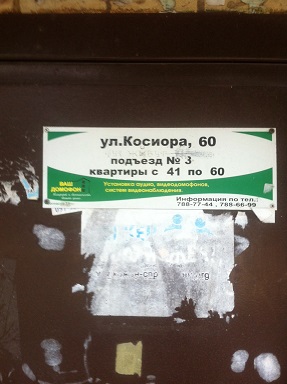 ул.Косиора, 60
подъезд № 3
квартиры с 41 по 60
ВАШ
ДОМОФОН
Установка аудио, видеодомофонов,
систем видеонаблюдения.
Информация по тел.:
788-77-44 , 788-66-99